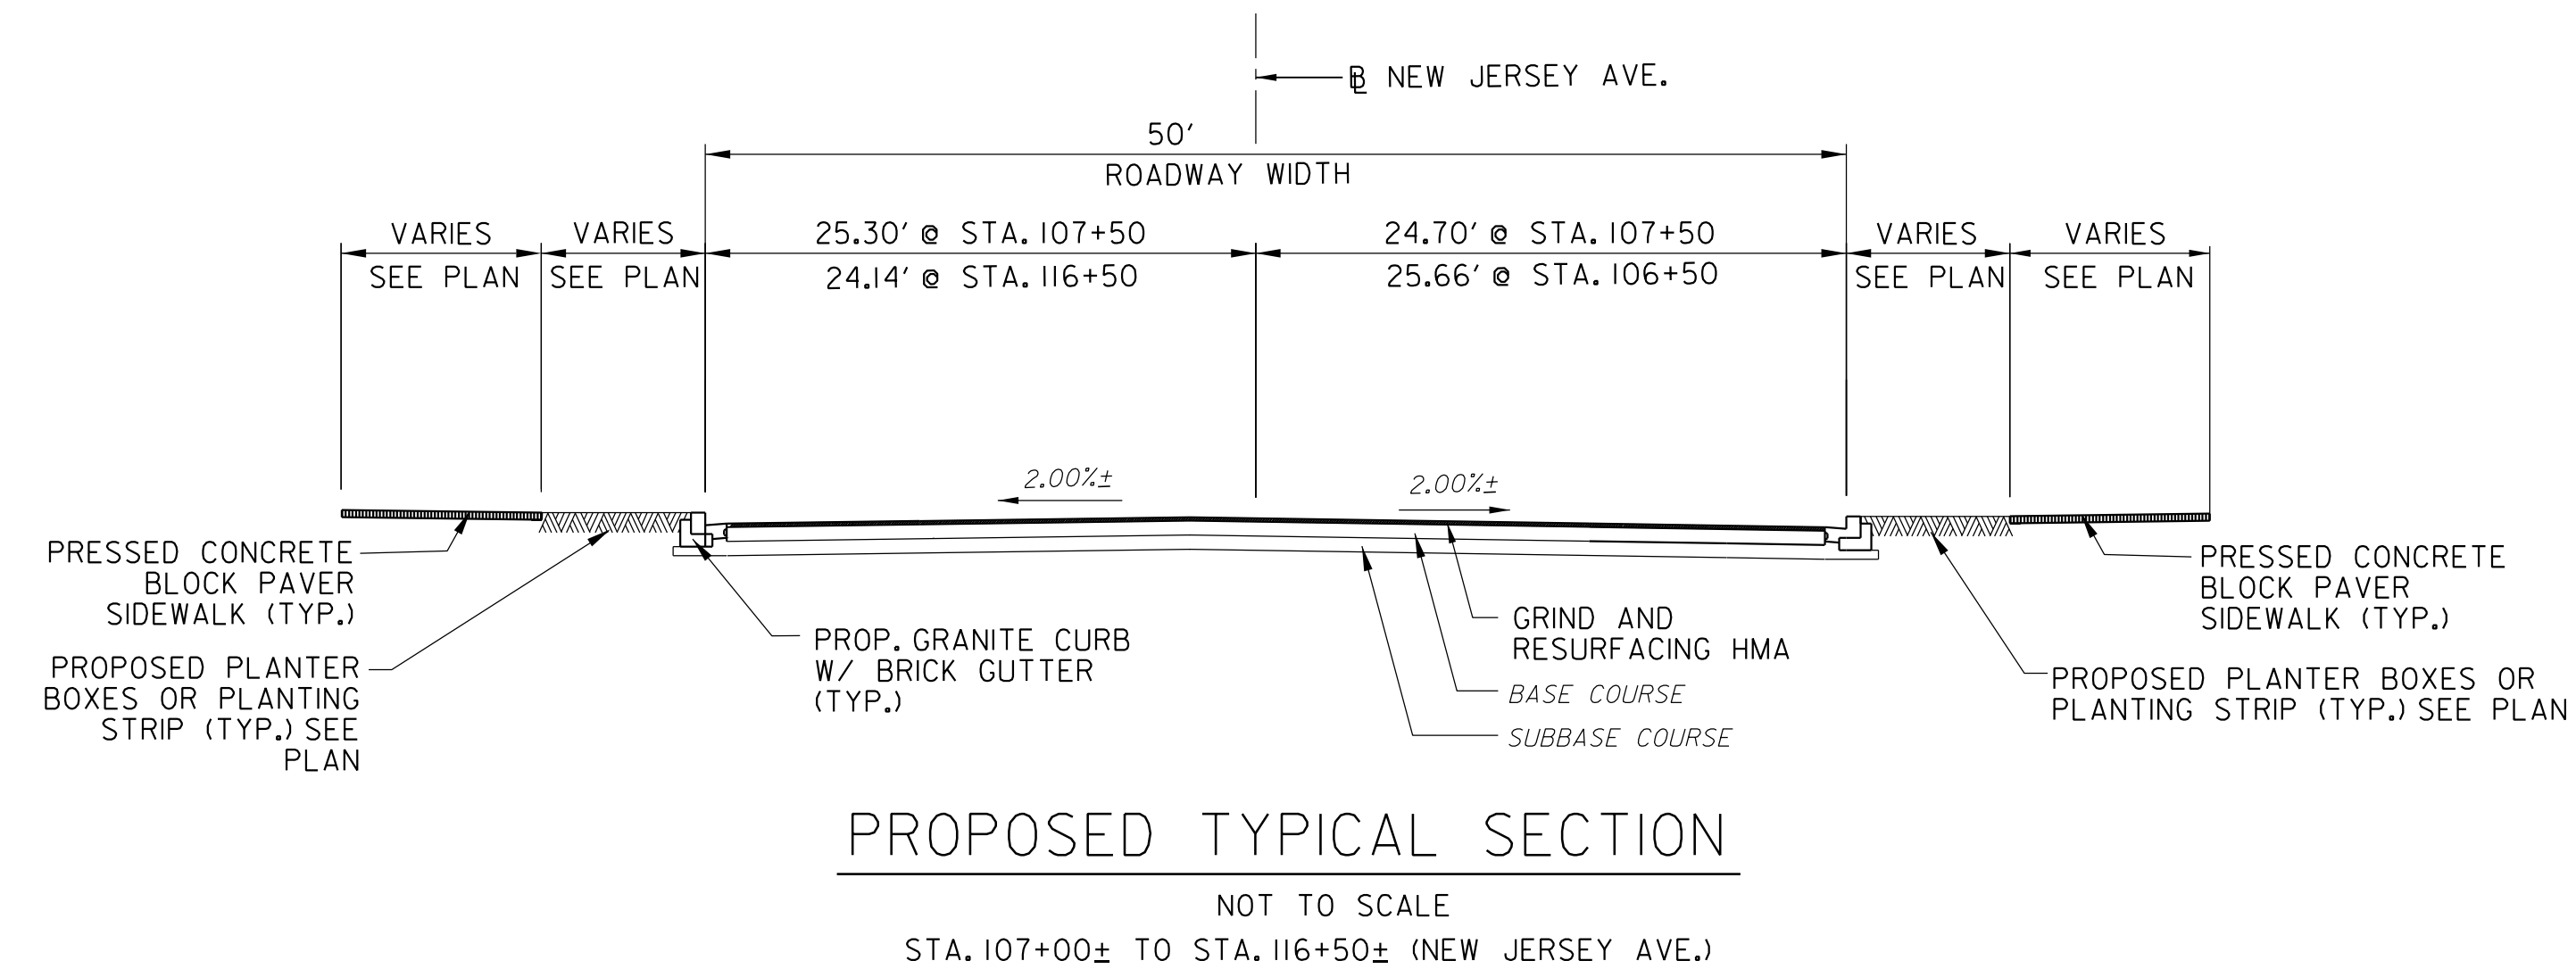 ℄ NEW JERSEY AVE.
50'
ROADWAY WIDTH
VARIES
SEE PLAN
VARIES
SEE PLAN
25.30' @ STA. 107+50
24.14' @ STA. 116+50
24.70' @ STA. 107+50
25.66' @ STA. 106+50
VARIES
SEE PLAN
VARIES
SEE PLAN
2.00%±
2.00%±
PRESSED CONCRETE
BLOCK PAVER
SIDEWALK (TYP.)
PROPOSED PLANTER
BOXES OR PLANTING
STRIP (TYP.) SEE
PLAN
PROP. GRANITE CURB
W/ BRICK GUTTER
(TYP.)
GRIND AND
RESURFACING HMA
BASE COURSE
SUBBASE COURSE
PRESSED CONCRETE
BLOCK PAVER
SIDEWALK (TYP.)
PROPOSED PLANTER BOXES OR
PLANTING STRIP (TYP.) SEE PLAN
PROPOSED TYPICAL SECTION
NOT TO SCALE
STA. 107+00± TO STA. 116+50± (NEW JERSEY AVE.)